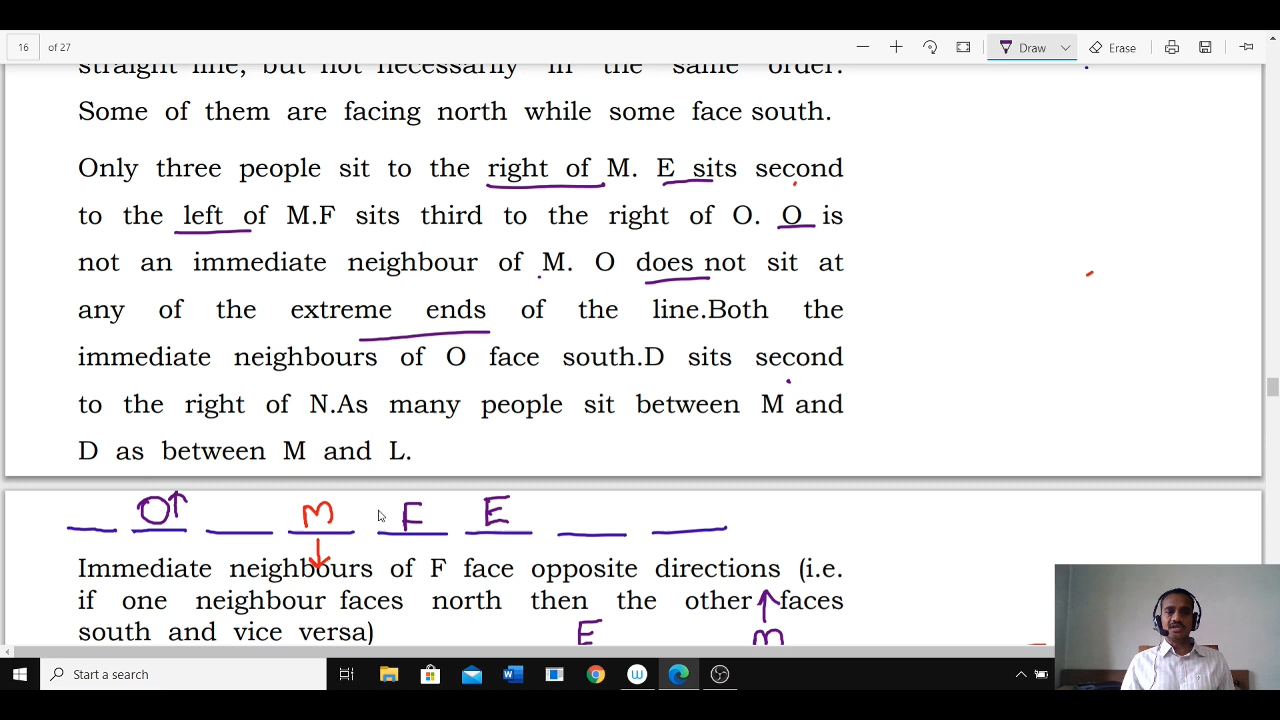 16 of 27
Draw Erase
straight line, but not necessarily in the same order.
Some of them are facing north while some face south.
Only three people sit to the right of M. E sits second
to the left of M.F sits third to the right of O. O is
not an immediate neighbour of M. O does not sit at
any of the extreme ends of the line.Both the
immediate neighbours of O face south.D sits second
to the right of N.As many people sit between M and
D as between M and L.
O↑ M F E
Immediate neighbours of F face opposite directions (i.e.
if one neighbour faces north then the other faces
south and vice versa)
E m
Start a search